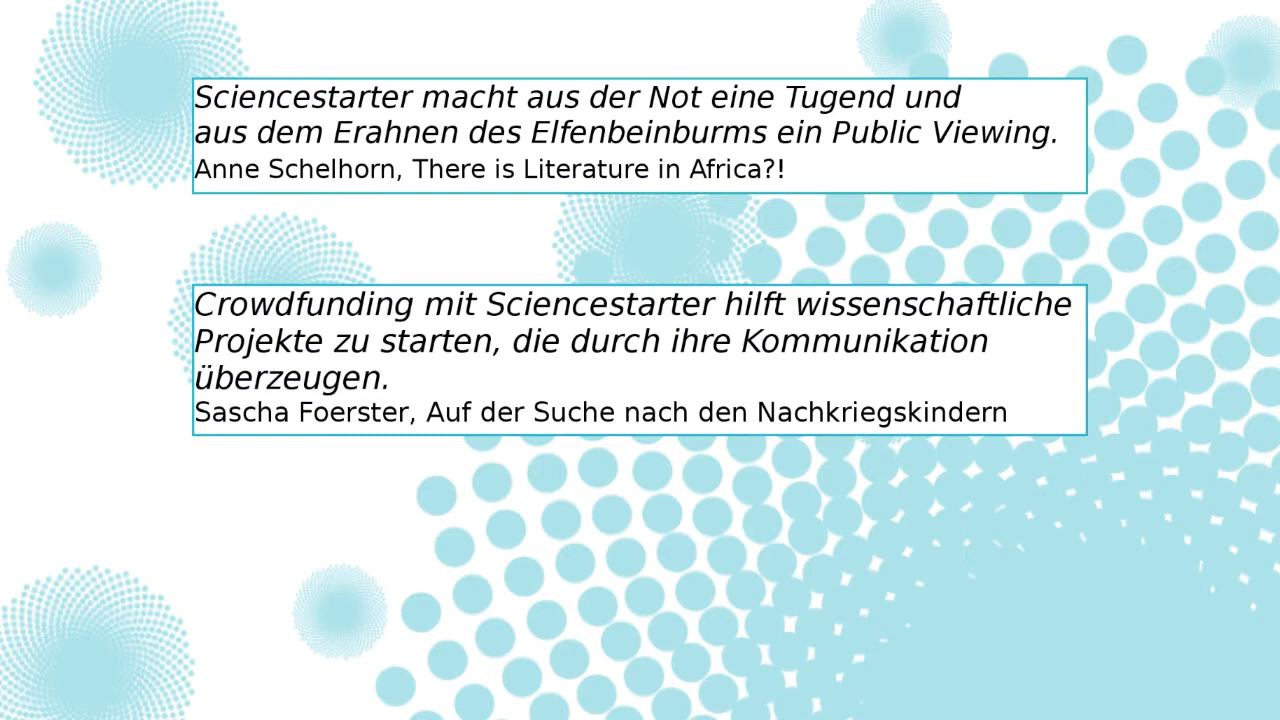 Sciencestarter macht aus der Not eine Tugend und
aus dem Erahnen des Elfenbeinburms ein Public Viewing.
Anne Schelhorn, There is Literature in Africa?!
Crowdfunding mit Sciencestarter hilft wissenschaftliche
Projekte zu starten, die durch ihre Kommunikation
überzeugen.
Sascha Foerster, Auf der Suche nach den Nachkriegskindern